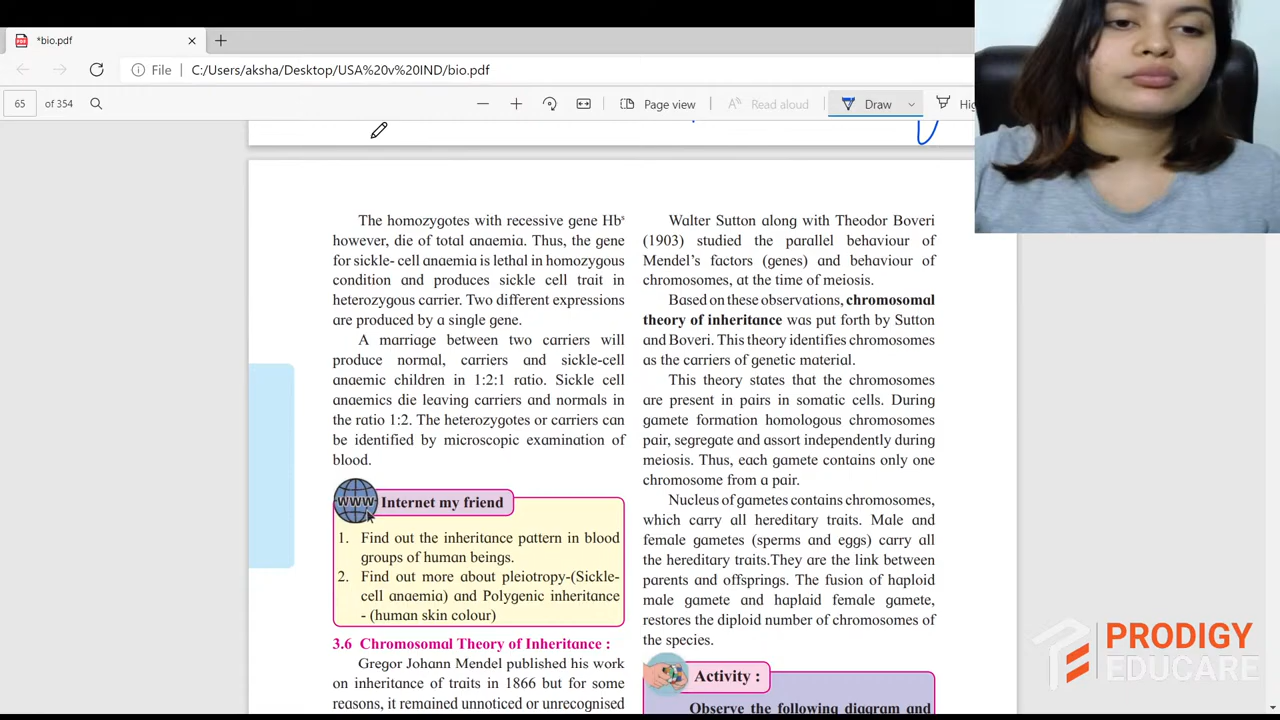 *bio.pdf
File C:/Users/aksha/Desktop/USA%20v%20IND/bio.pdf
65 of 354 Page view Read aloud Draw
The homozygotes with recessive gene Hbˢ
however, die of total anaemia. Thus, the gene
for sickle- cell anaemia is lethal in homozygous
condition and produces sickle cell trait in
heterozygous carrier. Two different expressions
are produced by a single gene.
A marriage between two carriers will
produce normal, carriers and sickle-cell
anaemic children in 1:2:1 ratio. Sickle cell
anaemics die leaving carriers and normals in
the ratio 1:2. The heterozygotes or carriers can
be identified by microscopic examination of
blood.
www Internet my friend
1. Find out the inheritance pattern in blood
groups of human beings.
2. Find out more about pleiotropy-(Sickle-
cell anaemia) and Polygenic inheritance
- (human skin colour)
3.6 Chromosomal Theory of Inheritance :
Gregor Johann Mendel published his work
on inheritance of traits in 1866 but for some
reasons, it remained unnoticed or unrecognised
Walter Sutton along with Theodor Boveri
(1903) studied the parallel behaviour of
Mendel's factors (genes) and behaviour of
chromosomes, at the time of meiosis.
Based on these observations, chromosomal
theory of inheritance was put forth by Sutton
and Boveri. This theory identifies chromosomes
as the carriers of genetic material.
This theory states that the chromosomes
are present in pairs in somatic cells. During
gamete formation homologous chromosomes
pair, segregate and assort independently during
meiosis. Thus, each gamete contains only one
chromosome from a pair.
Nucleus of gametes contains chromosomes,
which carry all hereditary traits. Male and
female gametes (sperms and eggs) carry all
the hereditary traits.They are the link between
parents and offsprings. The fusion of haploid
male gamete and haplaid female gamete,
restores the diploid number of chromosomes of
the species.
Activity :
Observe the following diagram and
PRODIGY
EDUCARE